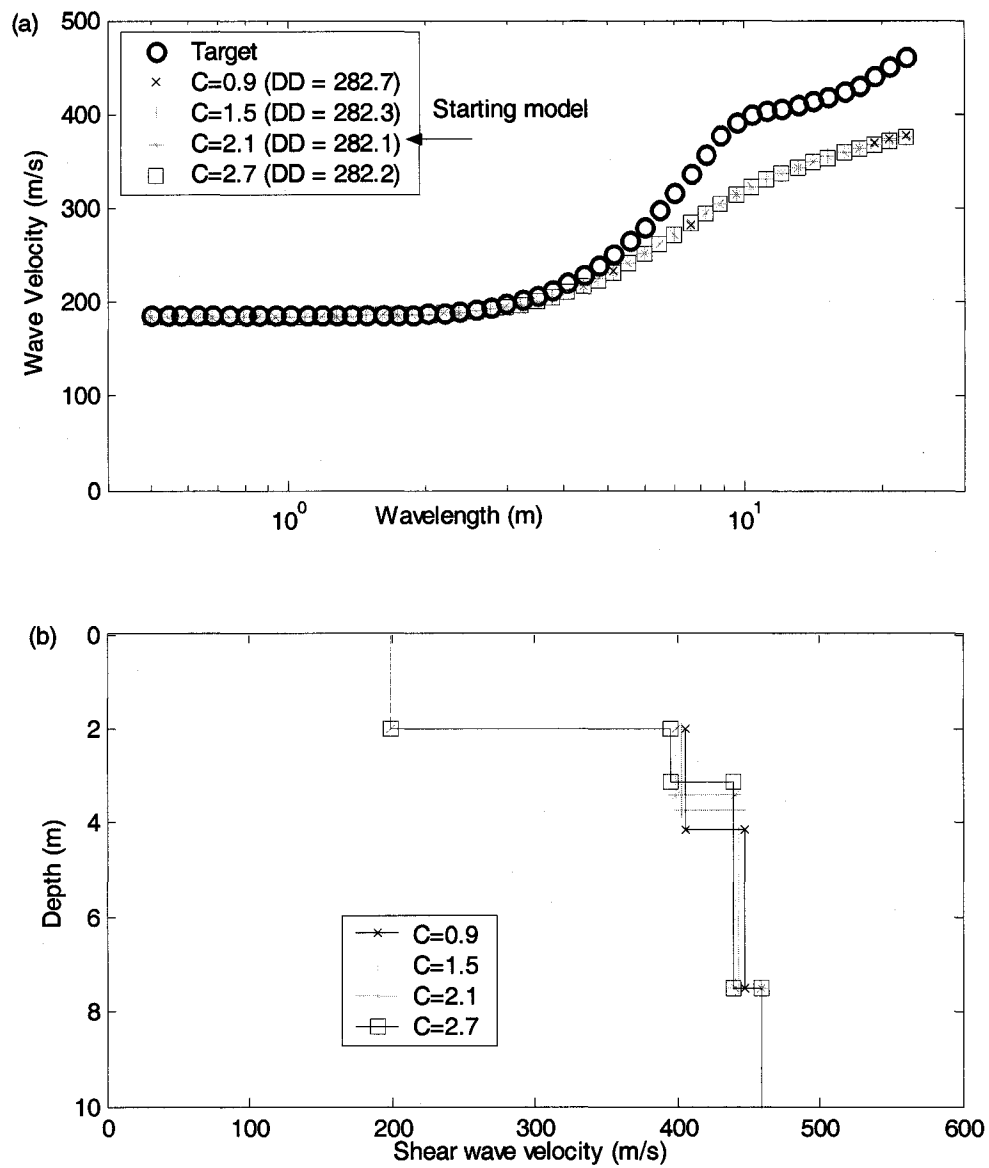 (a)
500
400
300
200
100
0
Wave Velocity (m/s)
Target
C=0.9 (DD = 282.7)
C=1.5 (DD = 282.3)
C=2.1 (DD = 282.1)
C=2.7 (DD = 282.2)
Starting model
10⁰
Wavelength (m)
10¹
(b)
0
2
4
6
8
10
Depth (m)
C=0.9
C=1.5
C=2.1
C=2.7
0
100
200
300
400
500
600
Shear wave velocity (m/s)